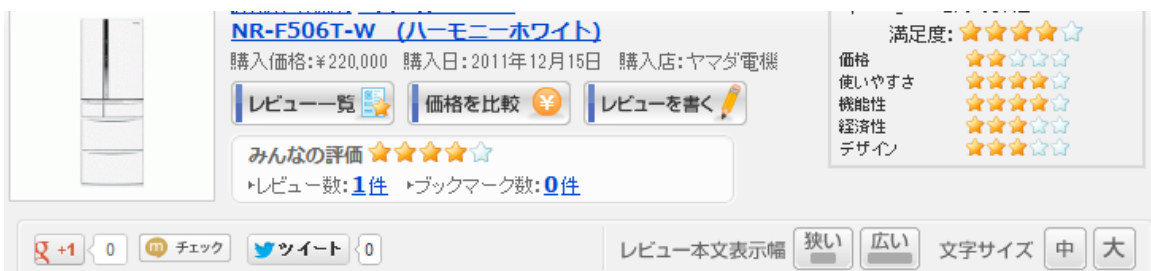 NR-F506T-W (ハーモニーホワイト)
購入価格:¥220,000 購入日:2011年12月15日 購入店:ヤマダ電機
レビュー一覧 価格を比較 レビューを書く
みんなの評価
レビュー数:1件 ブックマーク数:0件
満足度:
価格
使いやすさ
機能性
経済性
デザイン
g +1 0 m チェック ツイート 0 レビュー本文表示幅 狭い 広い 文字サイズ 中 大